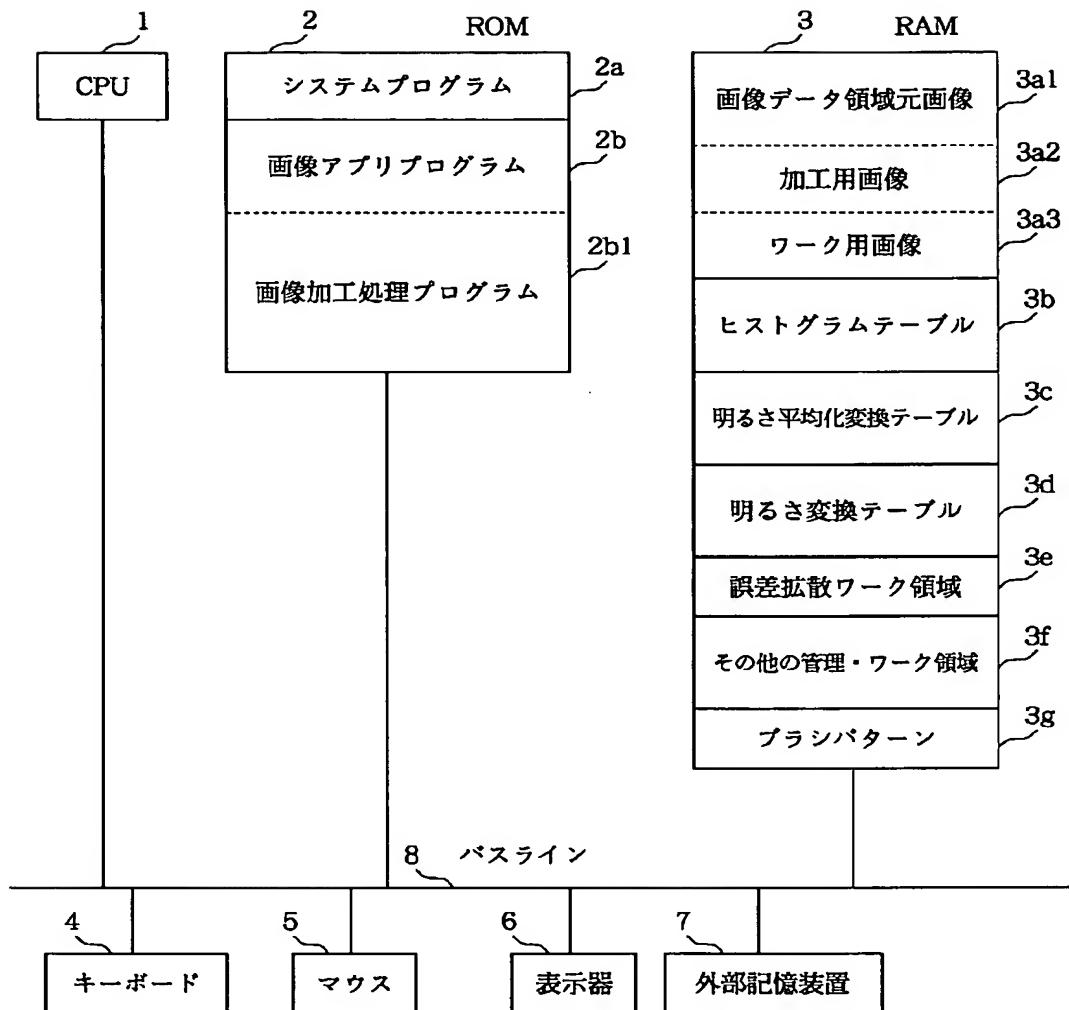 1
CPU
2
ROM
システムプログラム
2a
画像アプリプログラム
2b
画像加工処理プログラム
2b1
3
RAM
画像データ領域元画像
3a1
加工用画像
3a2
ワーク用画像
3a3
ヒストグラムテーブル
3b
明るさ平均化変換テーブル
3c
明るさ変換テーブル
3d
誤差拡散ワーク領域
3e
その他の管理・ワーク領域
3f
ブラシパターン
3g
8
バスライン
4
キーボード
5
マウス
6
表示器
7
外部記憶装置